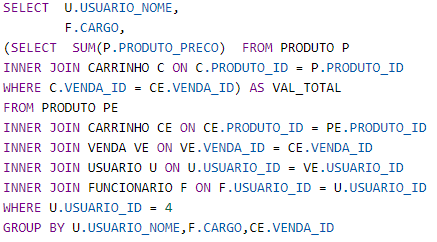 SELECT  U.USUARIO_NOME,
        F.CARGO,
(SELECT  SUM(P.PRODUTO_PRECO)  FROM PRODUTO P
INNER JOIN CARRINHO C ON C.PRODUTO_ID = P.PRODUTO_ID
WHERE C.VENDA_ID = CE.VENDA_ID) AS VAL_TOTAL
FROM PRODUTO PE
INNER JOIN CARRINHO CE ON CE.PRODUTO_ID = PE.PRODUTO_ID
INNER JOIN VENDA VE ON VE.VENDA_ID = CE.VENDA_ID
INNER JOIN USUARIO U ON U.USUARIO_ID = VE.USUARIO_ID
INNER JOIN FUNCIONARIO F ON F.USUARIO_ID = U.USUARIO_ID
WHERE U.USUARIO_ID = 4
GROUP BY U.USUARIO_NOME,F.CARGO,CE.VENDA_ID